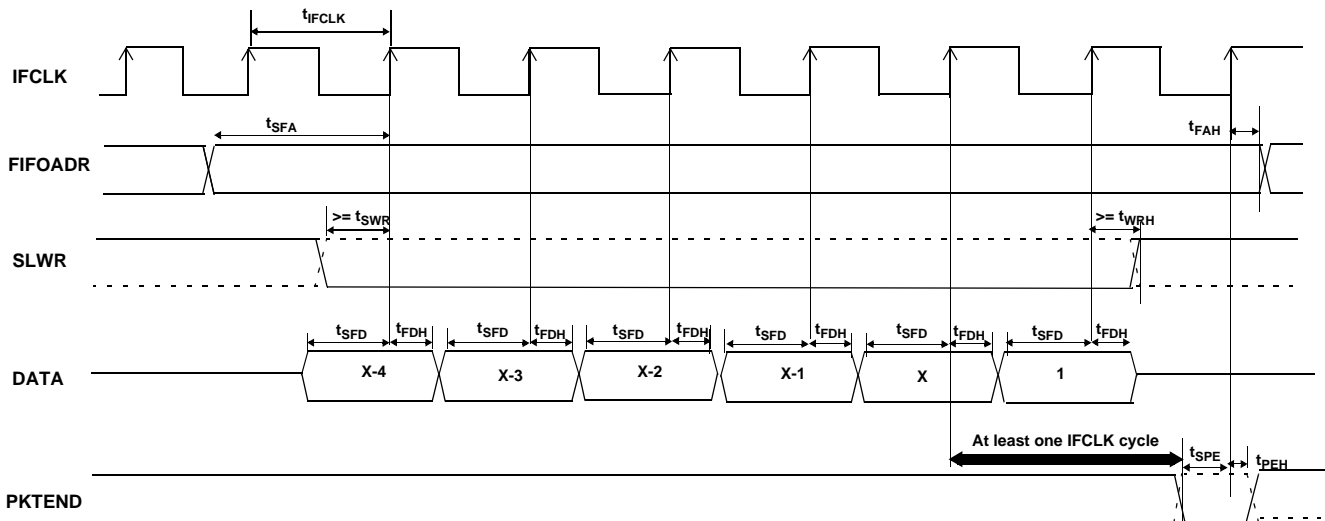 tIFCLK
IFCLK
tSFA
tFAH
FIFOADR
>= tSWR
>= tWRH
SLWR
tSFD tFDH tSFD tFDH tSFD tFDH tSFD tFDH tSFD tFDH tSFD tFDH
DATA X-4 X-3 X-2 X-1 X 1
At least one IFCLK cycle
tSPE tPEH
PKTEND